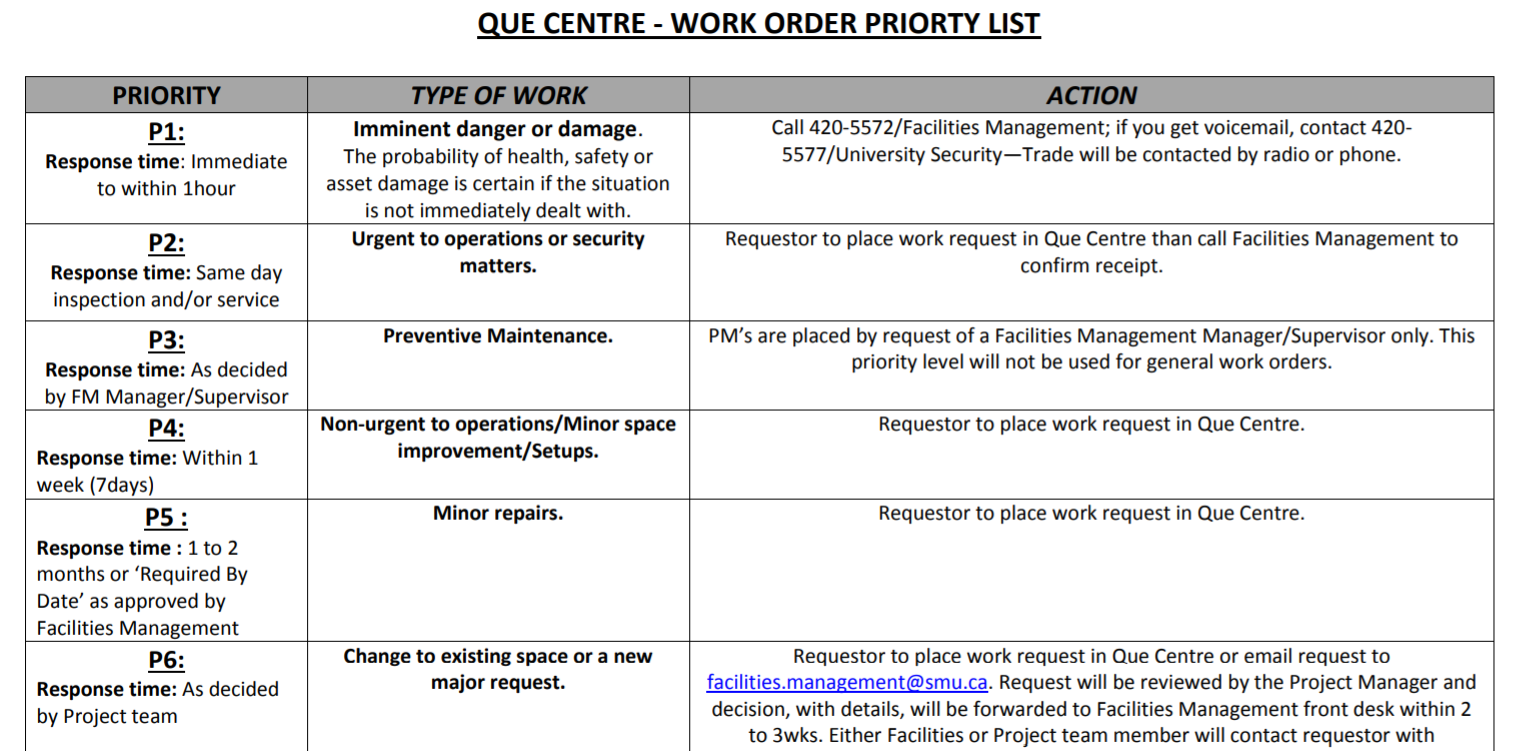 QUE CENTRE - WORK ORDER PRIORTY LIST
PRIORITY
TYPE OF WORK
ACTION
P1:
Response time: Immediate
to within 1hour
Imminent danger or damage.
The probability of health, safety or
asset damage is certain if the situation
is not immediately dealt with.
Call 420-5572/Facilities Management; if you get voicemail, contact 420-
5577/University Security—Trade will be contacted by radio or phone.
P2:
Response time: Same day
inspection and/or service
Urgent to operations or security
matters.
Requestor to place work request in Que Centre than call Facilities Management to
confirm receipt.
P3:
Response time: As decided
by FM Manager/Supervisor
Preventive Maintenance.
PM’s are placed by request of a Facilities Management Manager/Supervisor only. This
priority level will not be used for general work orders.
P4:
Response time: Within 1
week (7days)
Non-urgent to operations/Minor space
improvement/Setups.
Requestor to place work request in Que Centre.
P5 :
Response time : 1 to 2
months or ‘Required By
Date’ as approved by
Facilities Management
Minor repairs.
Requestor to place work request in Que Centre.
P6:
Response time: As decided
by Project team
Change to existing space or a new
major request.
Requestor to place work request in Que Centre or email request to
facilities.management@smu.ca. Request will be reviewed by the Project Manager and
decision, with details, will be forwarded to Facilities Management front desk within 2
to 3wks. Either Facilities or Project team member will contact requestor with